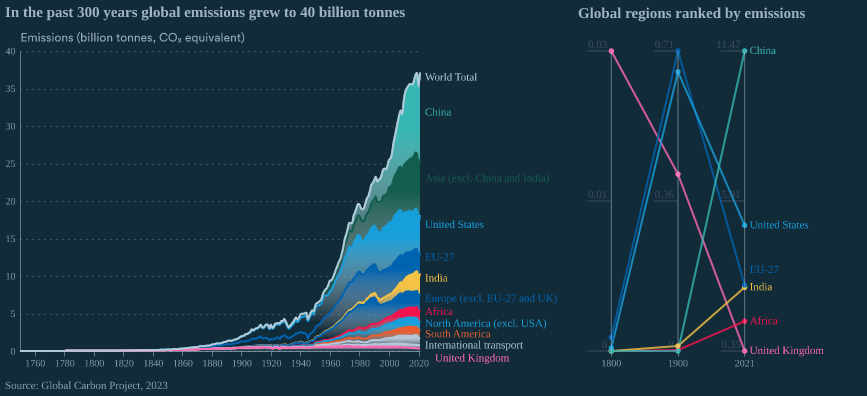 In the past 300 years global emissions grew to 40 billion tonnes
Emissions (billion tonnes, CO₂ equivalent)
40
35
30
25
20
15
10
5
0
1760 1780 1800 1820 1840 1860 1880 1900 1920 1940 1960 1980 2000 2020
World Total
China
Asia (excl. China and India)
United States
EU-27
India
Europe (excl. EU-27 and UK)
Africa
North America (excl. USA)
South America
International transport
United Kingdom
Global regions ranked by emissions
0.03 0.71 11.47
0.01 0.36 5.91
0 0.35
China
United States
EU-27
India
Africa
United Kingdom
1800 1900 2021
Source: Global Carbon Project, 2023